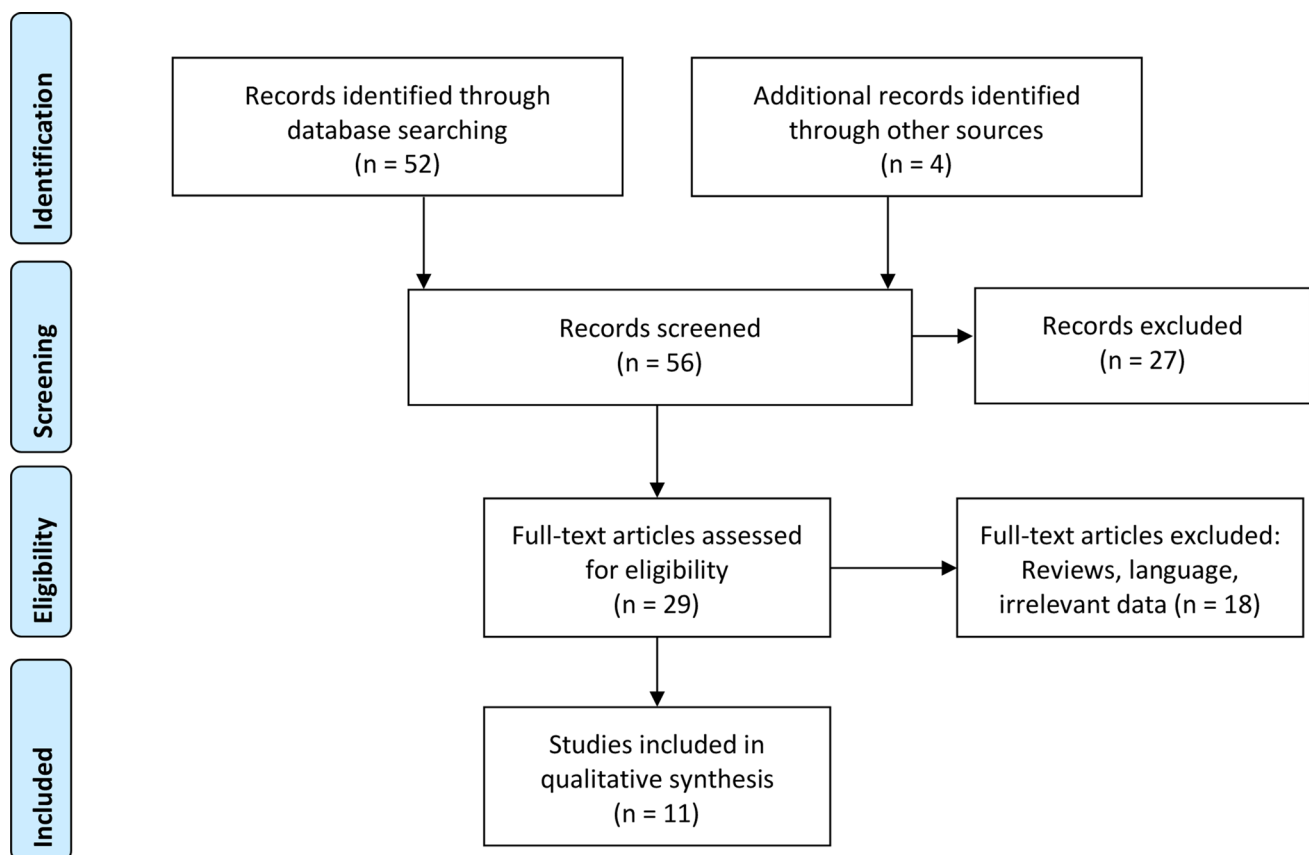 Identification
Records identified through
database searching
(n = 52)
Additional records identified
through other sources
(n = 4)
Screening
Records screened
(n = 56)
Records excluded
(n = 27)
Eligibility
Full-text articles assessed
for eligibility
(n = 29)
Full-text articles excluded:
Reviews, language,
irrelevant data (n = 18)
Included
Studies included in
qualitative synthesis
(n = 11)